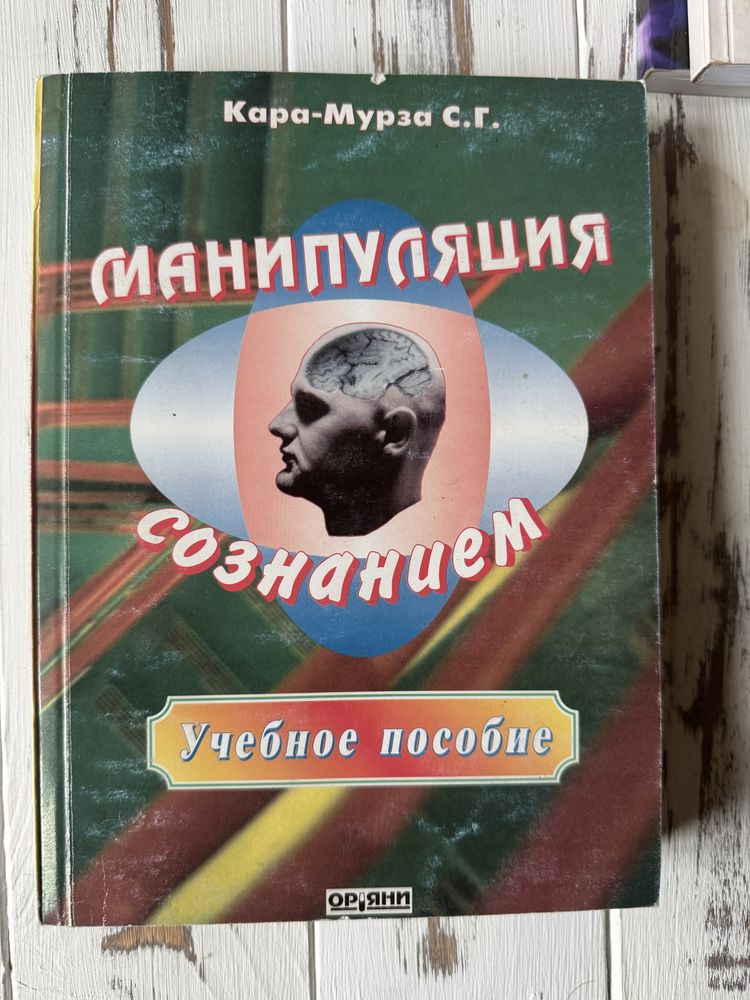 Кара-Мурза С.Г.
МАНИПУЛЯЦИЯ
СОЗНАНИЕМ
Учебное пособие
ОРІЯНИ